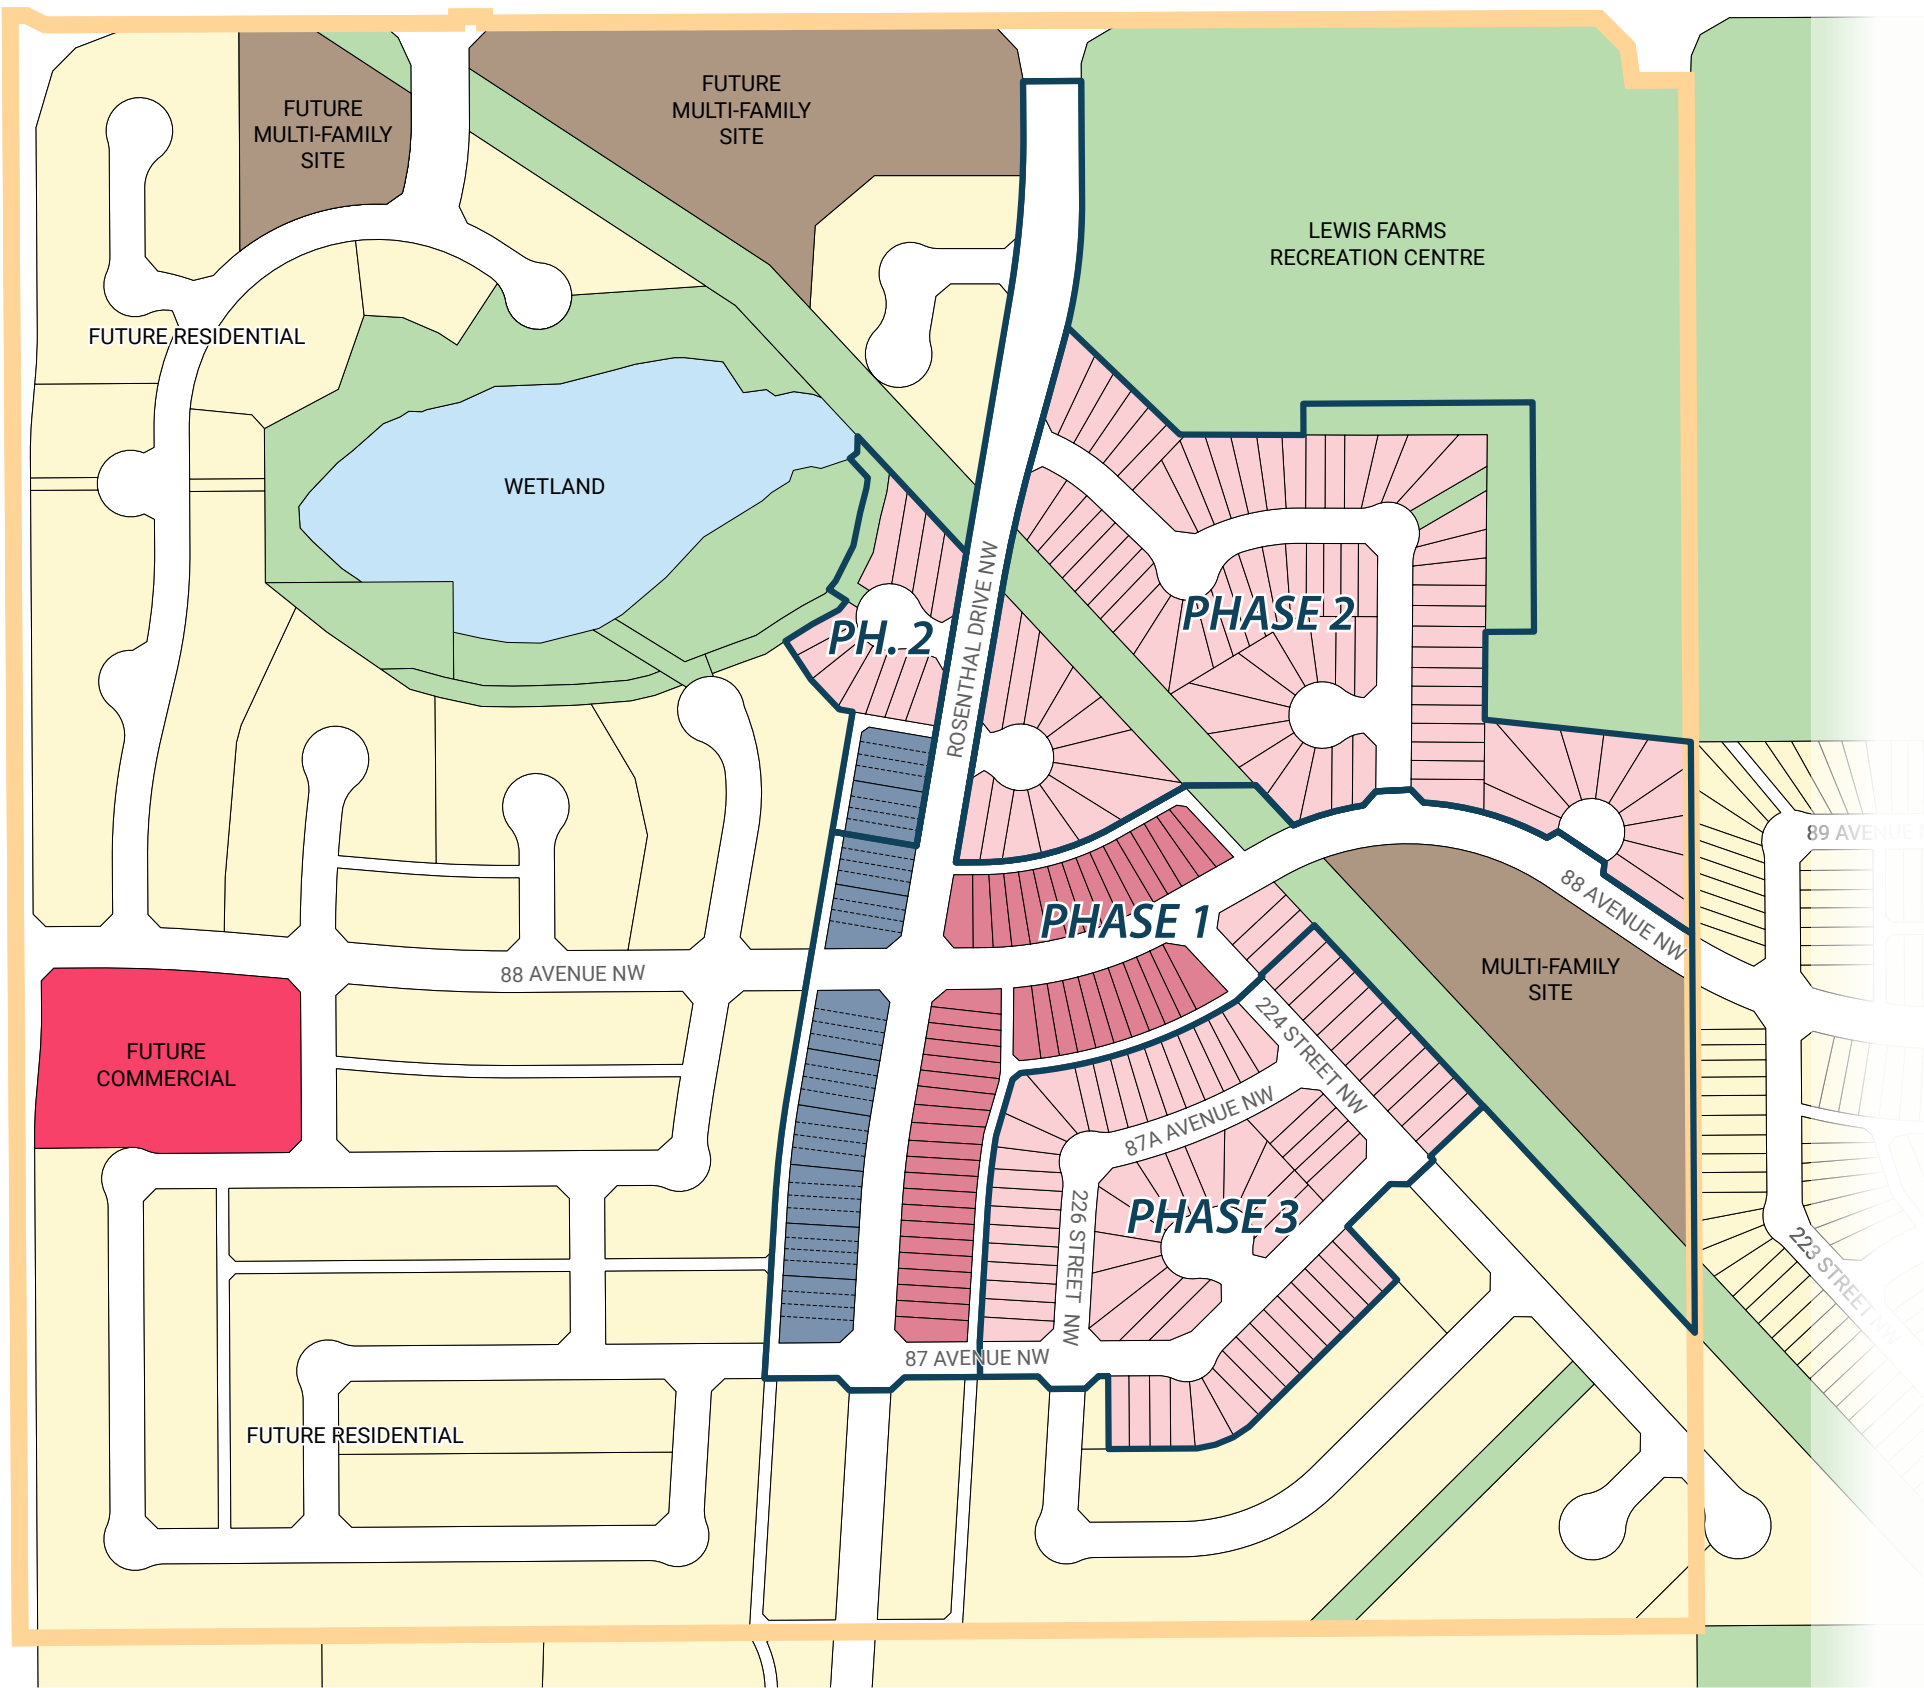 FUTURE
MULTI-FAMILY
SITE
FUTURE
MULTI-FAMILY
SITE
LEWIS FARMS
RECREATION CENTRE
FUTURE RESIDENTIAL
WETLAND
ROSENTHAL DRIVE NW
PHASE 2
PH. 2
89 AVENUE
88 AVENUE NW
PHASE 1
88 AVENUE NW
MULTI-FAMILY
SITE
224 STREET NW
FUTURE
COMMERCIAL
87A AVENUE NW
226 STREET NW
PHASE 3
223 STREET NW
87 AVENUE NW
FUTURE RESIDENTIAL